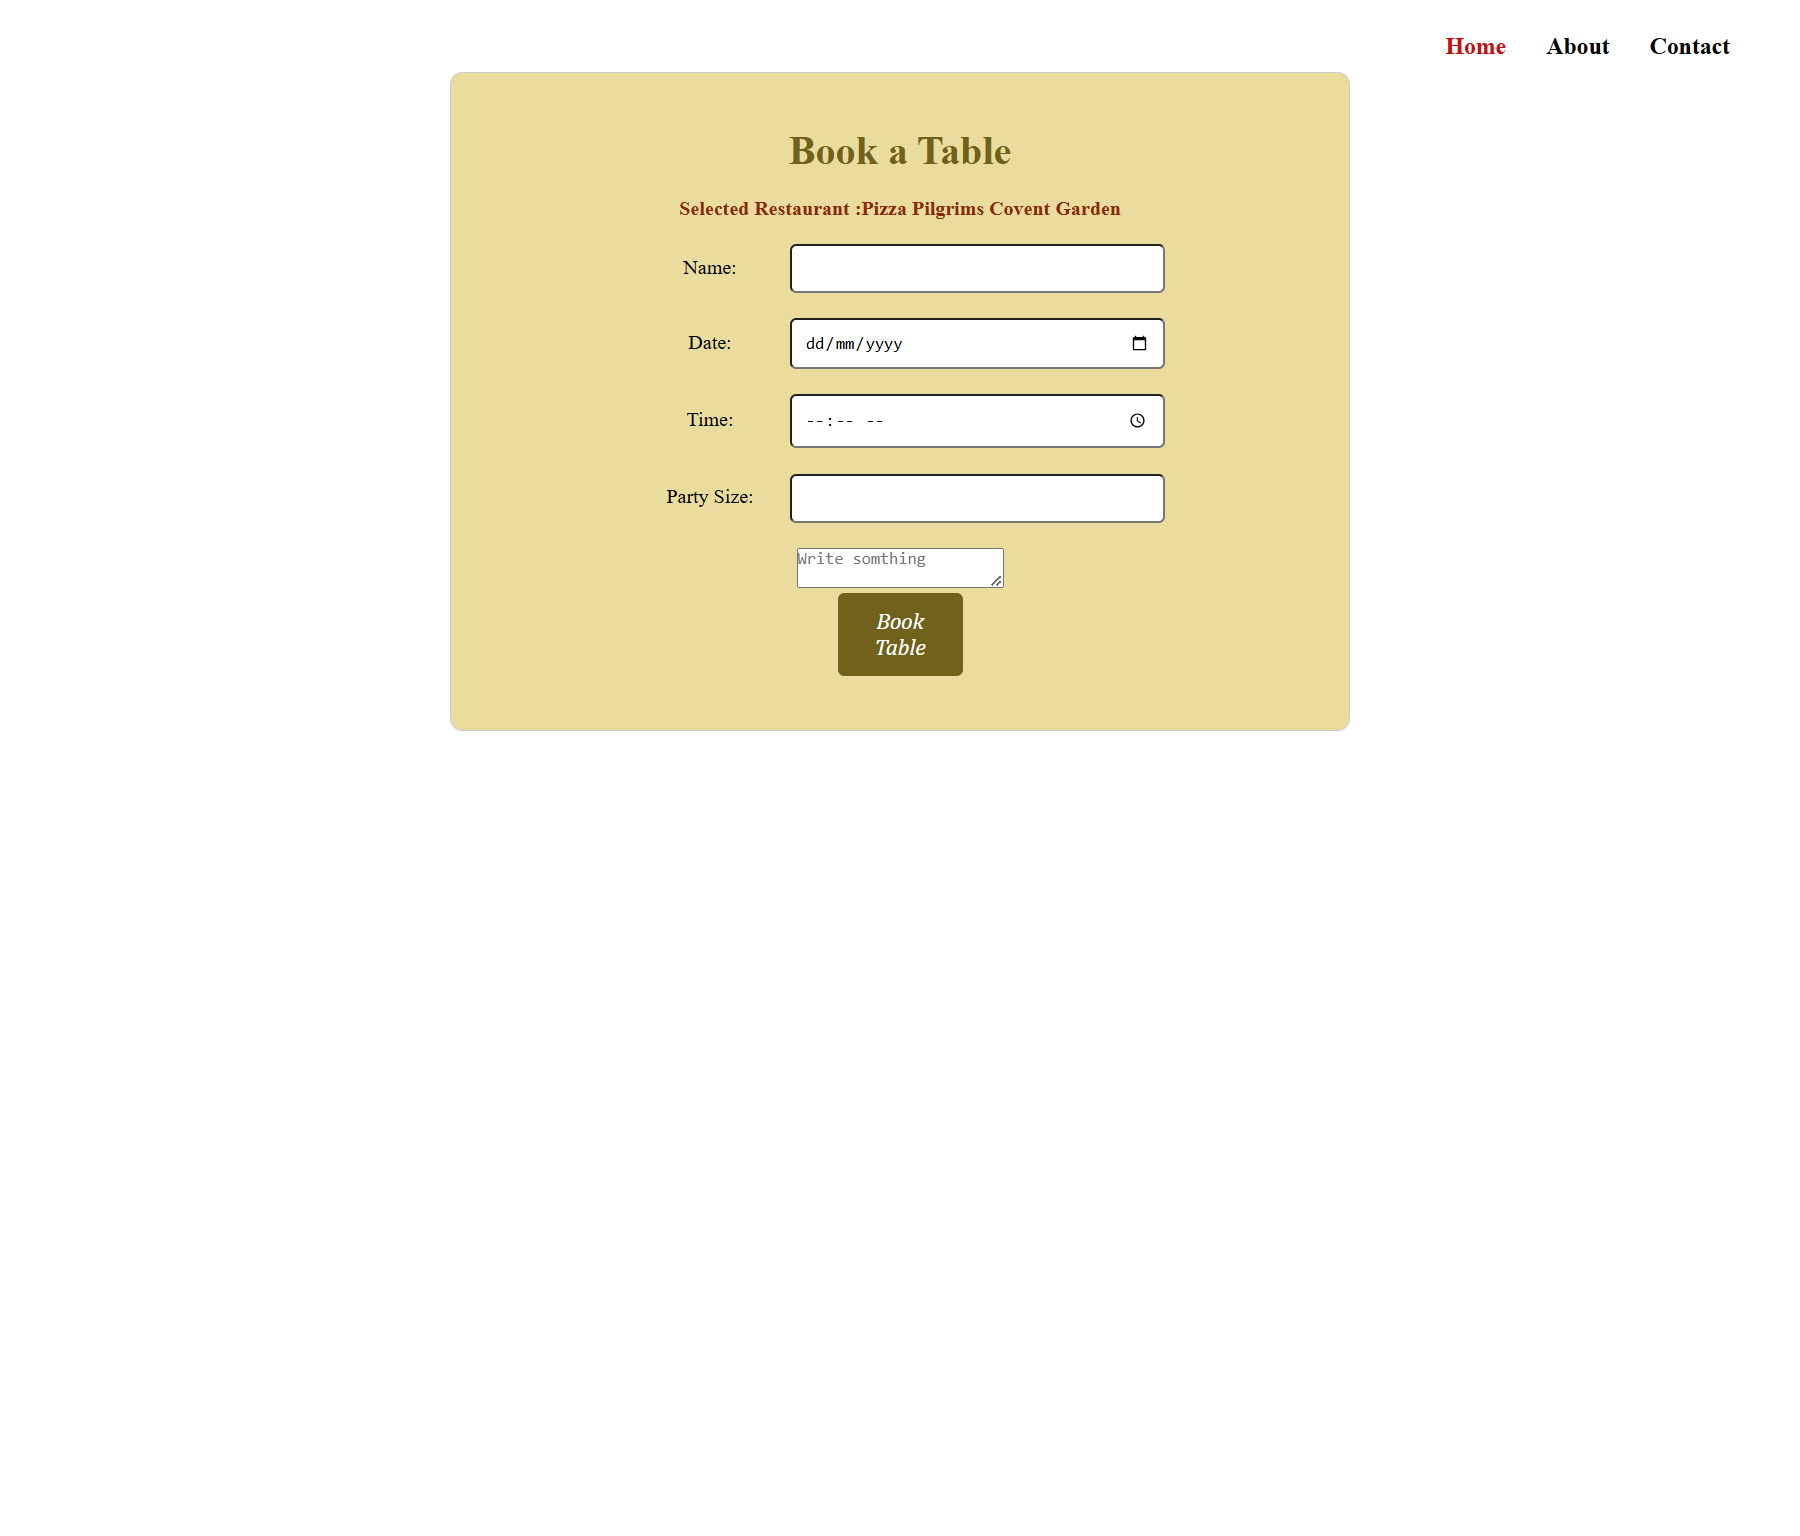 Home About Contact
Book a Table
Selected Restaurant :Pizza Pilgrims Covent Garden
Name:
Date: dd/mm/yyyy
Time: --:-- --
Party Size:
Write somthing
Book
Table